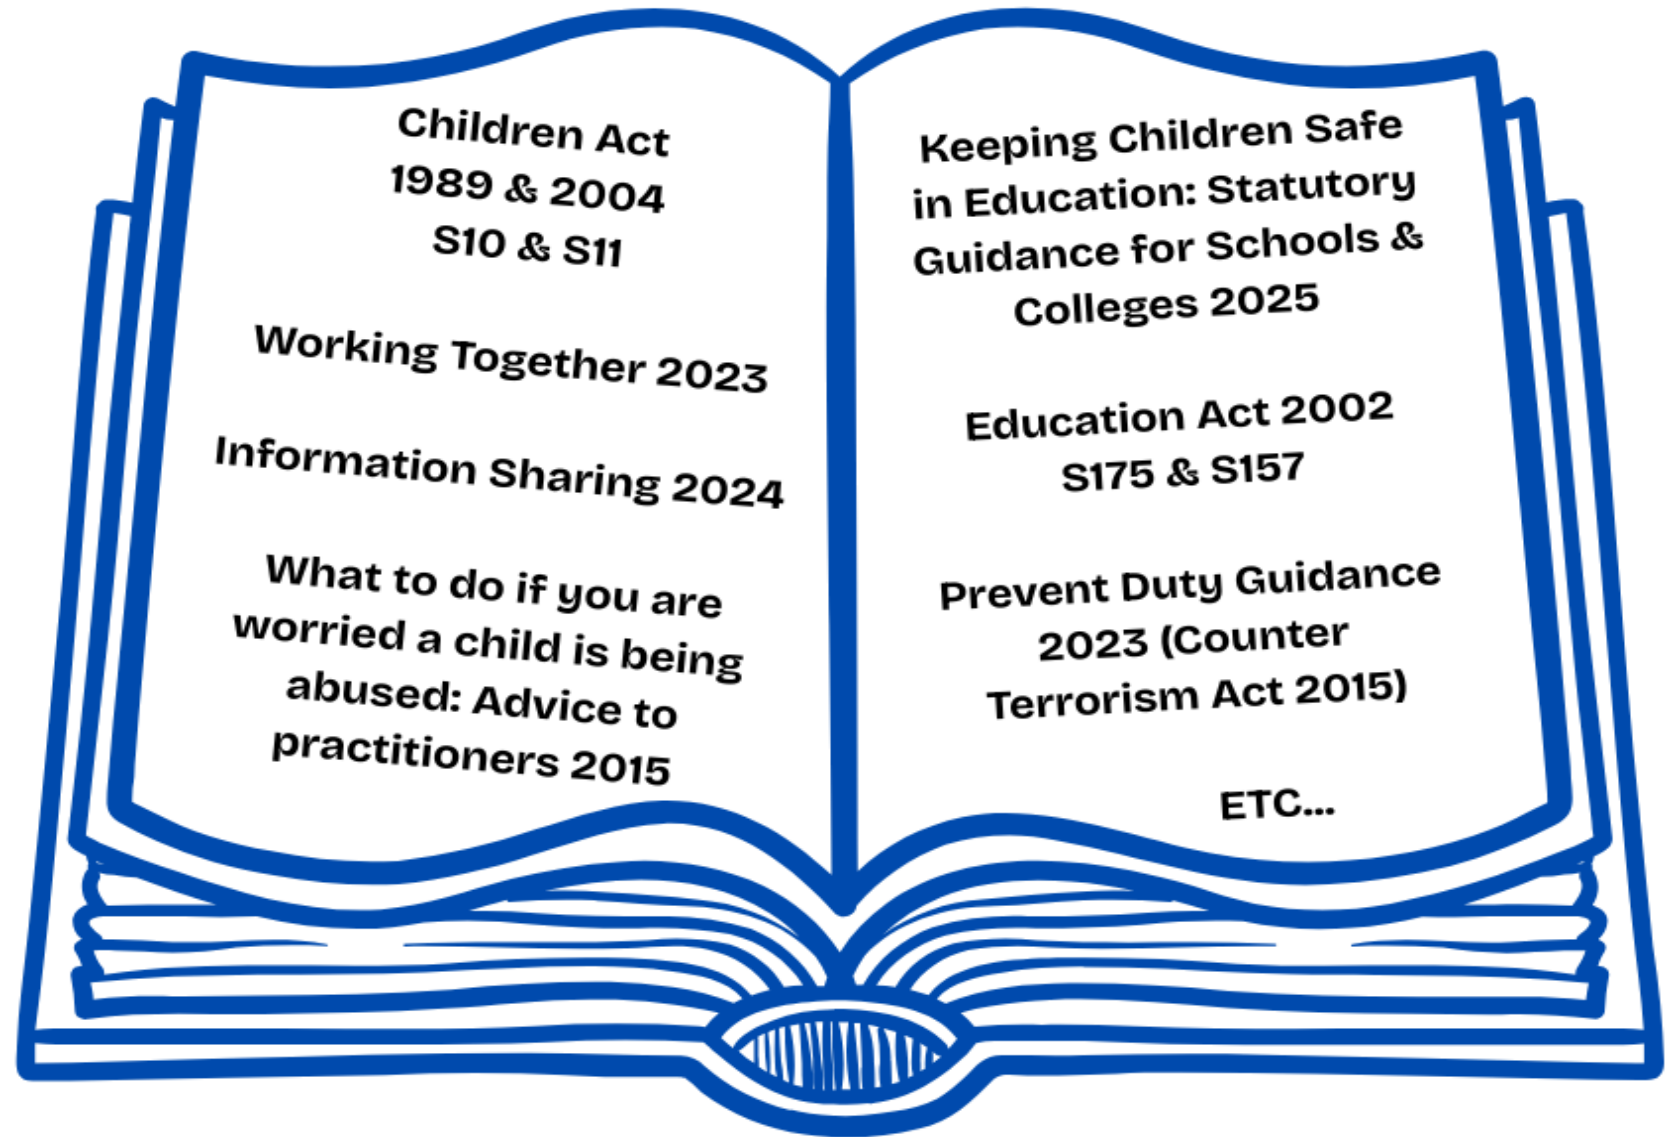 Children Act
1989 & 2004
S10 & S11
Working Together 2023
Information Sharing 2024
What to do if you are
worried a child is being
abused: Advice to
practitioners 2015
Keeping Children Safe
in Education: Statutory
Guidance for Schools &
Colleges 2025
Education Act 2002
S175 & S157
Prevent Duty Guidance
2023 (Counter
Terrorism Act 2015)
ETC...